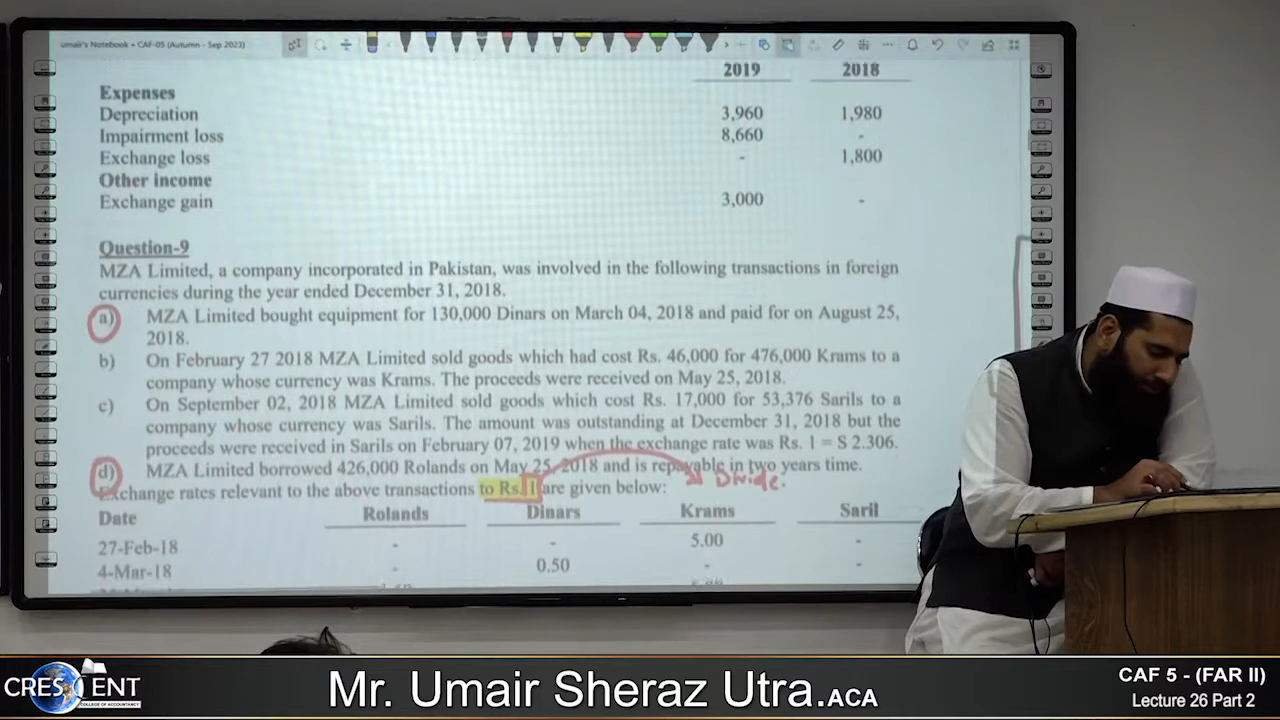 umair's Notebook • CAF-05 (Autumn - Sep 2023)
2019 2018
Expenses
Depreciation 3,960 1,980
Impairment loss 8,660 -
Exchange loss - 1,800
Other income
Exchange gain 3,000 -
Question-9
MZA Limited, a company incorporated in Pakistan, was involved in the following transactions in foreign
currencies during the year ended December 31, 2018.
a) MZA Limited bought equipment for 130,000 Dinars on March 04, 2018 and paid for on August 25,
2018.
b) On February 27 2018 MZA Limited sold goods which had cost Rs. 46,000 for 476,000 Krams to a
company whose currency was Krams. The proceeds were received on May 25, 2018.
c) On September 02, 2018 MZA Limited sold goods which cost Rs. 17,000 for 53,376 Sarils to a
company whose currency was Sarils. The amount was outstanding at December 31, 2018 but the
proceeds were received in Sarils on February 07, 2019 when the exchange rate was Rs. 1 = S 2.306.
d) MZA Limited borrowed 426,000 Rolands on May 25, 2018 and is repayable in two years time.
Exchange rates relevant to the above transactions to Rs. 1 are given below: Divide.
Date Rolands Dinars Krams Saril
27-Feb-18 - - 5.00 -
4-Mar-18 - 0.50 - -
CRESCENT
COLLEGE OF ACCOUNTANCY
Mr. Umair Sheraz Utra.ACA
CAF 5 - (FAR II)
Lecture 26 Part 2